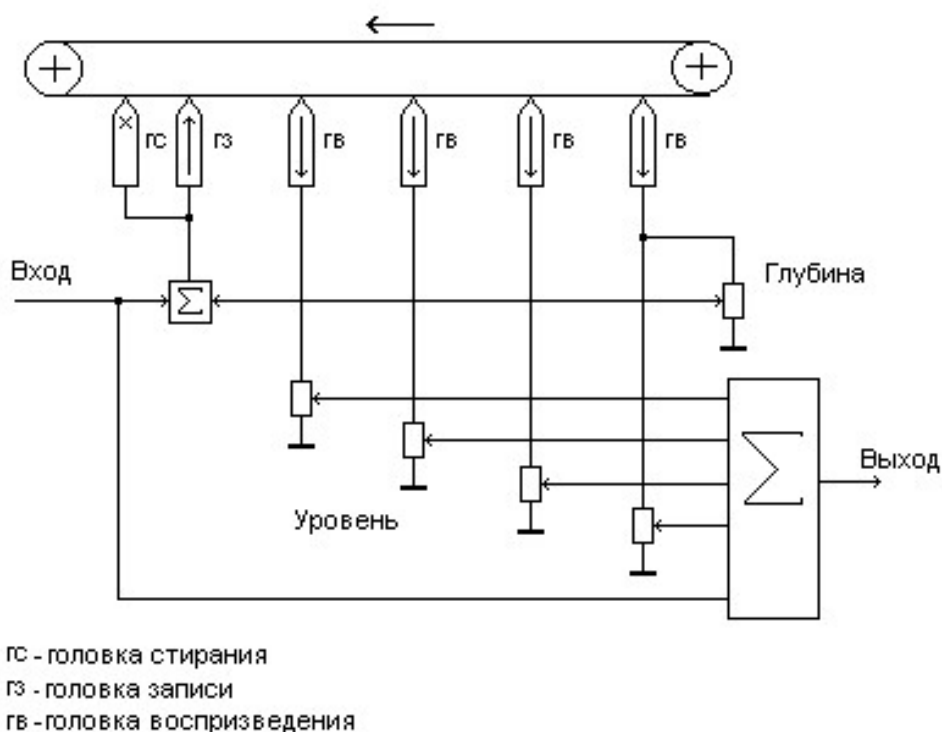 гс
гз
гв
гв
гв
гв
Вход
Σ
Глубина
Σ
Выход
Уровень
гс - головка стирания
гз - головка записи
гв - головка воспризведения